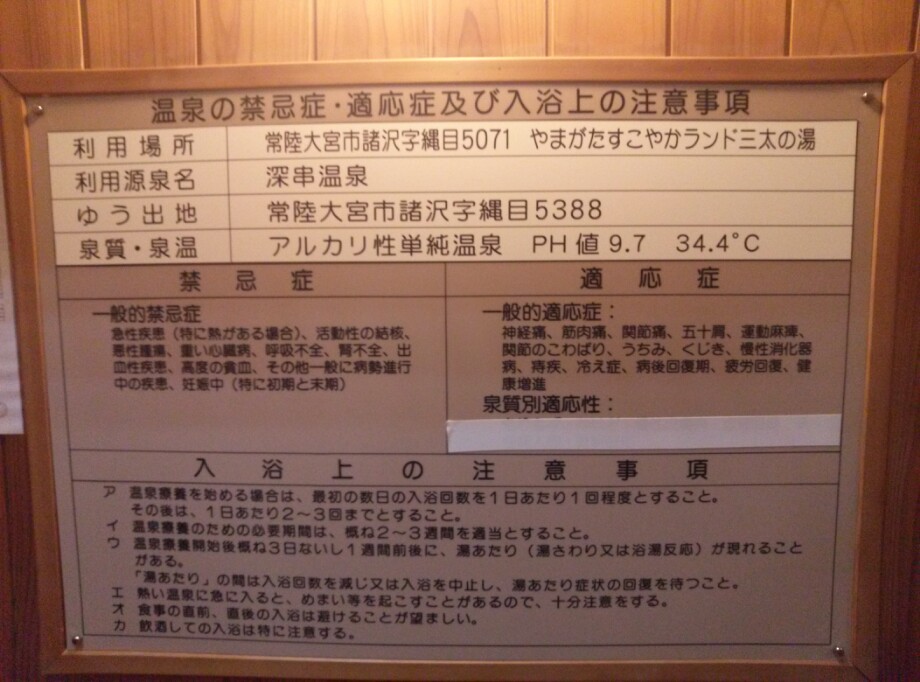 温泉の禁忌症・適応症及び入浴上の注意事項
利用場所 常陸大宮市諸沢字縄目5071 やまがたすこやかランド三太の湯
利用源泉名 深串温泉
ゆう出地 常陸大宮市諸沢字縄目5388
泉質・泉温 アルカリ性単純温泉 PH値9.7 34.4°C
禁忌症
一般的禁忌症
急性疾患（特に熱がある場合）、活動性の結核、
悪性腫瘍、重い心臓病、呼吸不全、腎不全、出
血性疾患、高度の貧血、その他一般に病勢進行
中の疾患、妊娠中（特に初期と末期）
適応症
一般的適応症：
神経痛、筋肉痛、関節痛、五十肩、運動麻痺、
関節のこわばり、うちみ、くじき、慢性消化器
病、痔疾、冷え症、病後回復期、疲労回復、健
康増進
泉質別適応性：
入浴上の注意事項
ア 温泉療養を始める場合は、最初の数日の入浴回数を1日あたり1回程度とすること。
その後は、1日あたり2～3回までとすること。
イ 温泉療養のための必要期間は、概ね2～3週間を適当とすること。
ウ 温泉療養開始後概ね3日ないし1週間前後に、湯あたり（湯さわり又は浴湯反応）が現れること
がある。
「湯あたり」の間は入浴回数を減じ又は入浴を中止し、湯あたり症状の回復を待つこと。
エ 熱い温泉に急に入ると、めまい等を起こすことがあるので、十分注意をする。
オ 食事の直前、直後の入浴は避けることが望ましい。
カ 飲酒しての入浴は特に注意する。